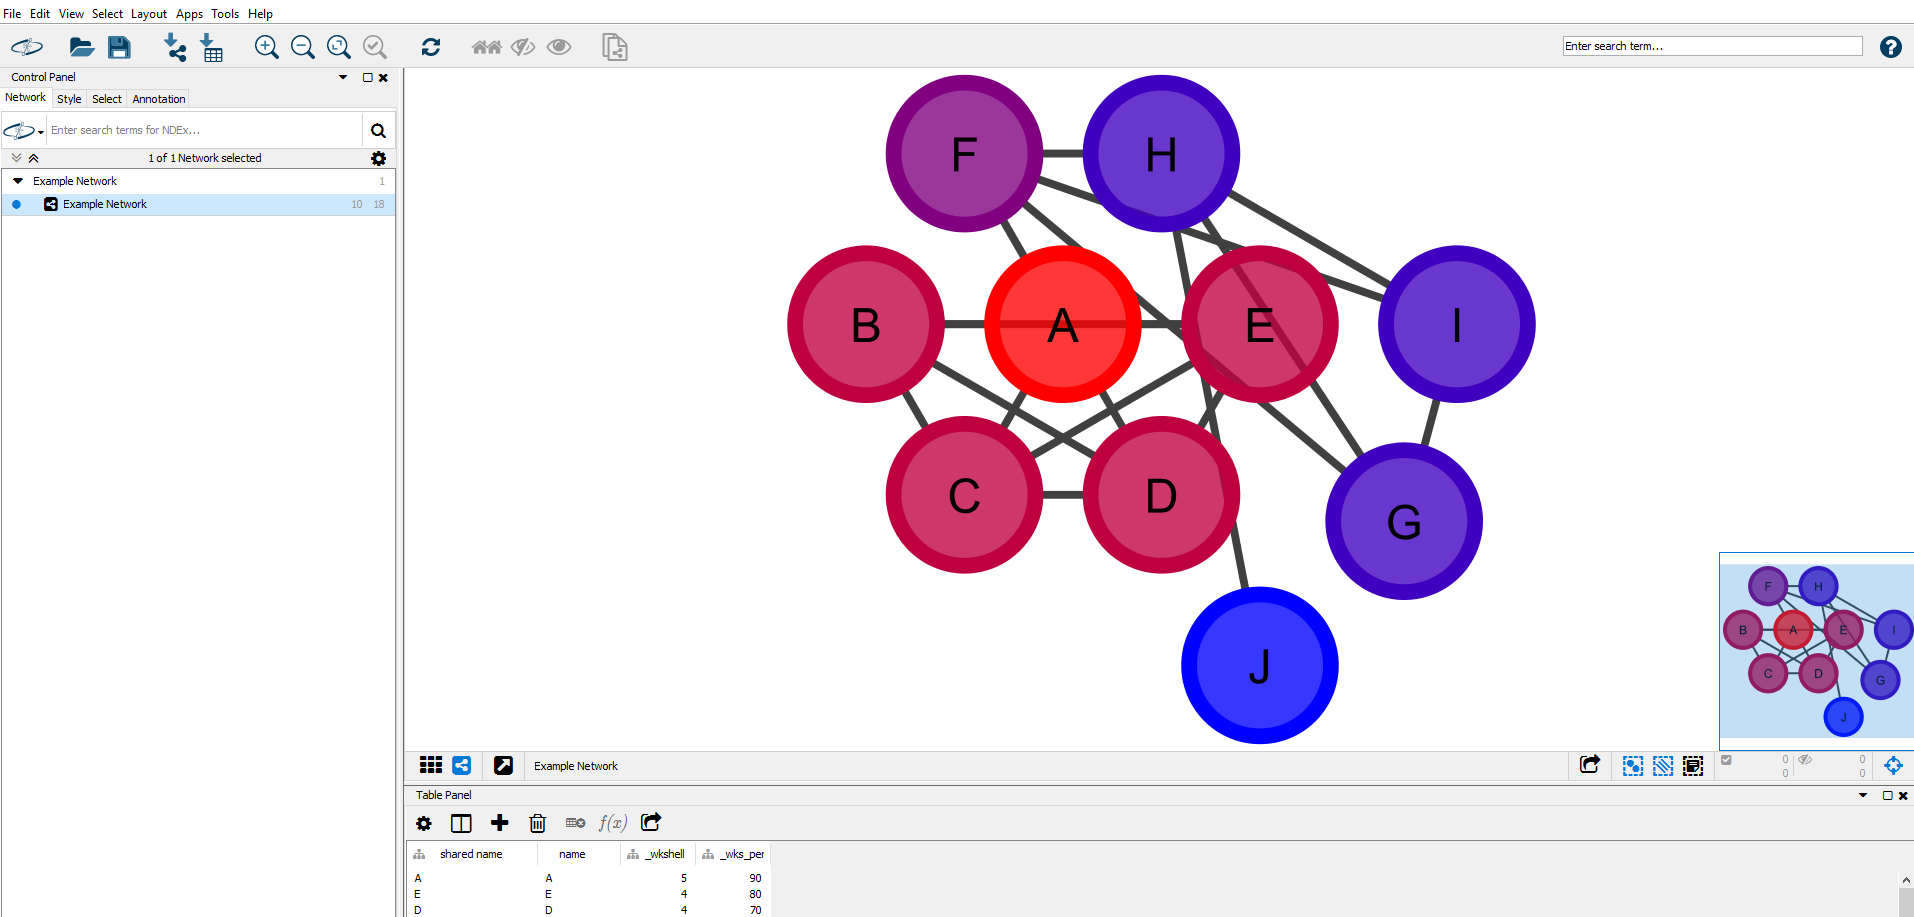 File Edit View Select Layout Apps Tools Help
Enter search term...
Control Panel
Network Style Select Annotation
Enter search terms for NDEx...
1 of 1 Network selected
Example Network 1
Example Network 10 18
F H
B A E I
C D
G
J
F H
B A E I
C D G
J
Example Network
0 0
0 0
Table Panel
f(x)
shared name name _wkshell _wks_per
A A 5 90
E E 4 80
D D 4 70